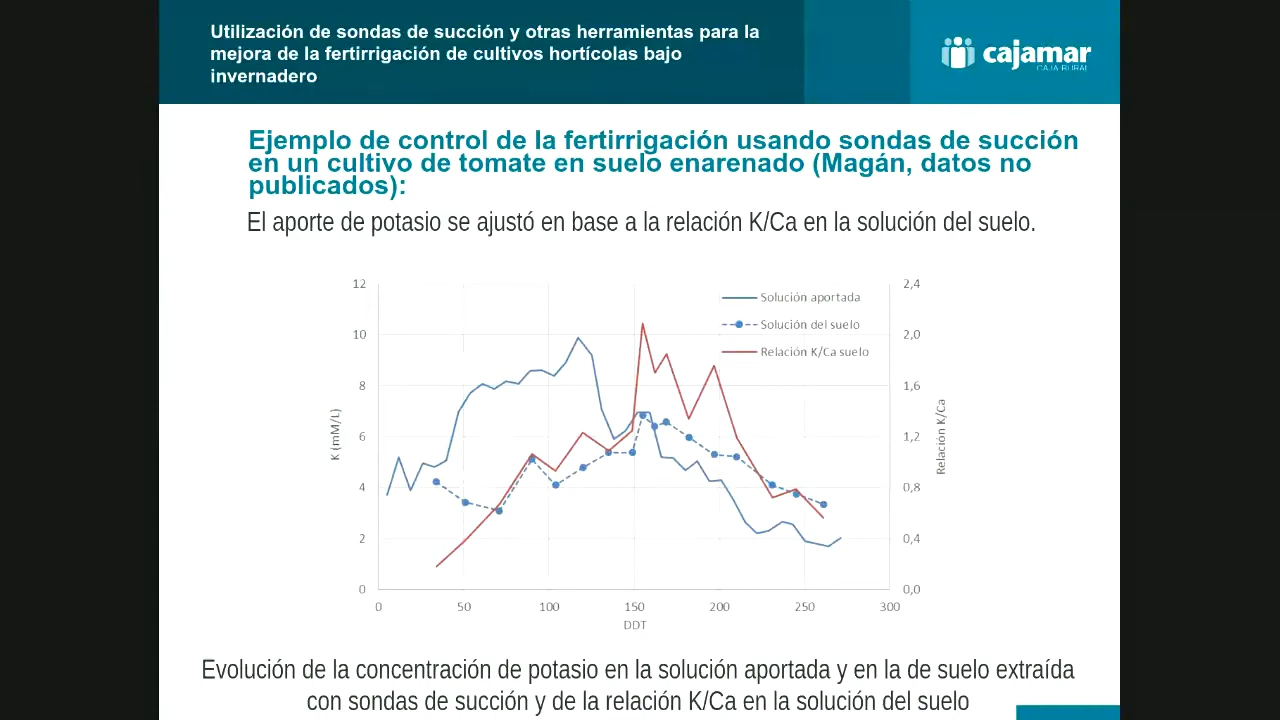 Utilización de sondas de succión y otras herramientas para la
mejora de la fertirrigación de cultivos hortícolas bajo
invernadero
cajamar
CAJA RURAL
Ejemplo de control de la fertirrigación usando sondas de succión
en un cultivo de tomate en suelo enarenado (Magán, datos no
publicados):
El aporte de potasio se ajustó en base a la relación K/Ca en la solución del suelo.
12
10
8
6
4
2
0
K (mM/L)
Solución aportada
Solución del suelo
Relación K/Ca suelo
2,4
2,0
1,6
1,2
0,8
0,4
0,0
Relación K/Ca
0 50 100 150 200 250 300
DDT
Evolución de la concentración de potasio en la solución aportada y en la de suelo extraída
con sondas de succión y de la relación K/Ca en la solución del suelo